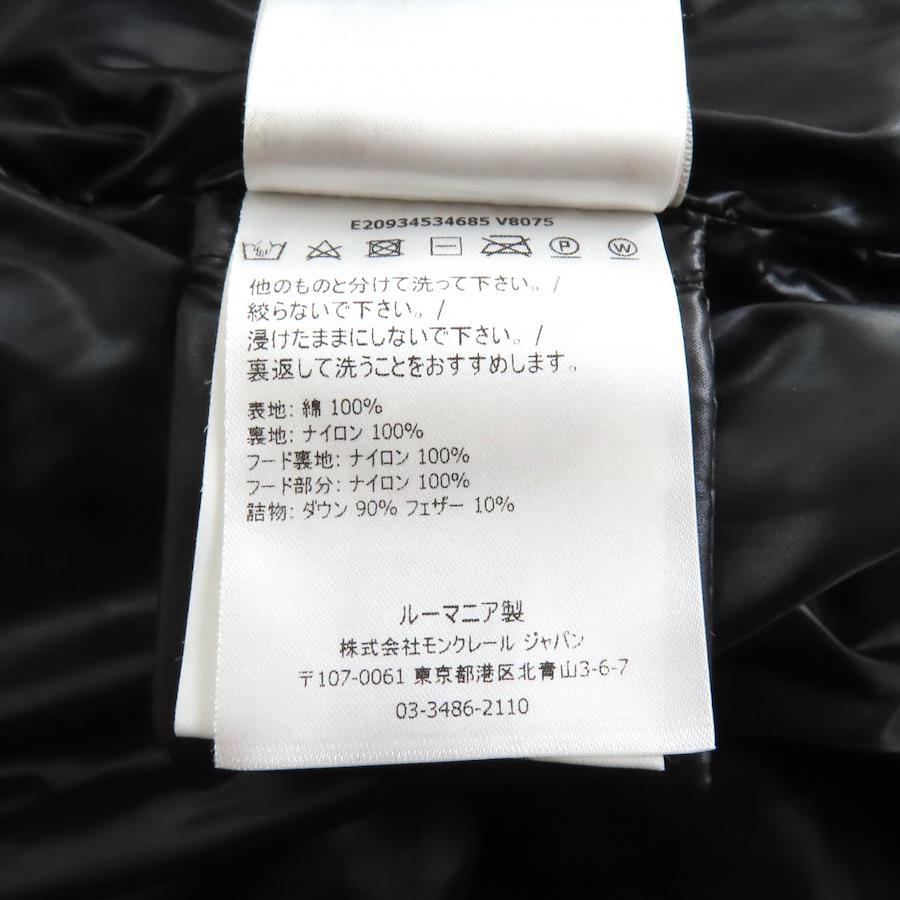 E20934534685 V8075
P W
他のものと分けて洗って下さい。/
絞らないで下さい。/
浸けたままにしないで下さい。/
裏返して洗うことをおすすめします。
表地: 綿 100%
裏地: ナイロン 100%
フード裏地: ナイロン 100%
フード部分: ナイロン 100%
詰物: ダウン 90% フェザー 10%
ルーマニア製
株式会社モンクレール ジャパン
〒107-0061 東京都港区北青山3-6-7
03-3486-2110